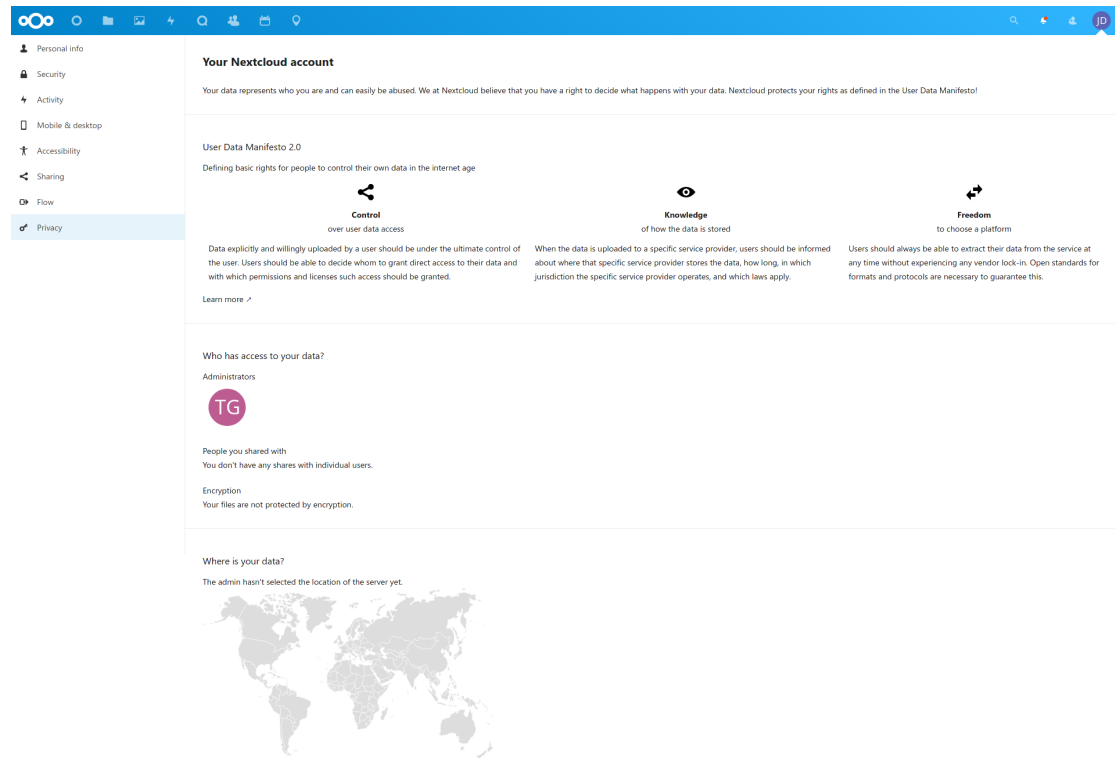 JD
Personal info
Security
Activity
Mobile & desktop
Accessibility
Sharing
Flow
Privacy
Your Nextcloud account
Your data represents who you are and can easily be abused. We at Nextcloud believe that you have a right to decide what happens with your data. Nextcloud protects your rights as defined in the User Data Manifesto!
User Data Manifesto 2.0
Defining basic rights for people to control their own data in the internet age
Control
over user data access
Data explicitly and willingly uploaded by a user should be under the ultimate control of
the user. Users should be able to decide whom to grant direct access to their data and
with which permissions and licenses such access should be granted.
Knowledge
of how the data is stored
When the data is uploaded to a specific service provider, users should be informed
about where that specific service provider stores the data, how long, in which
jurisdiction the specific service provider operates, and which laws apply.
Freedom
to choose a platform
Users should always be able to extract their data from the service at
any time without experiencing any vendor lock-in. Open standards for
formats and protocols are necessary to guarantee this.
Learn more ↗
Who has access to your data?
Administrators
TG
People you shared with
You don't have any shares with individual users.
Encryption
Your files are not protected by encryption.
Where is your data?
The admin hasn't selected the location of the server yet.